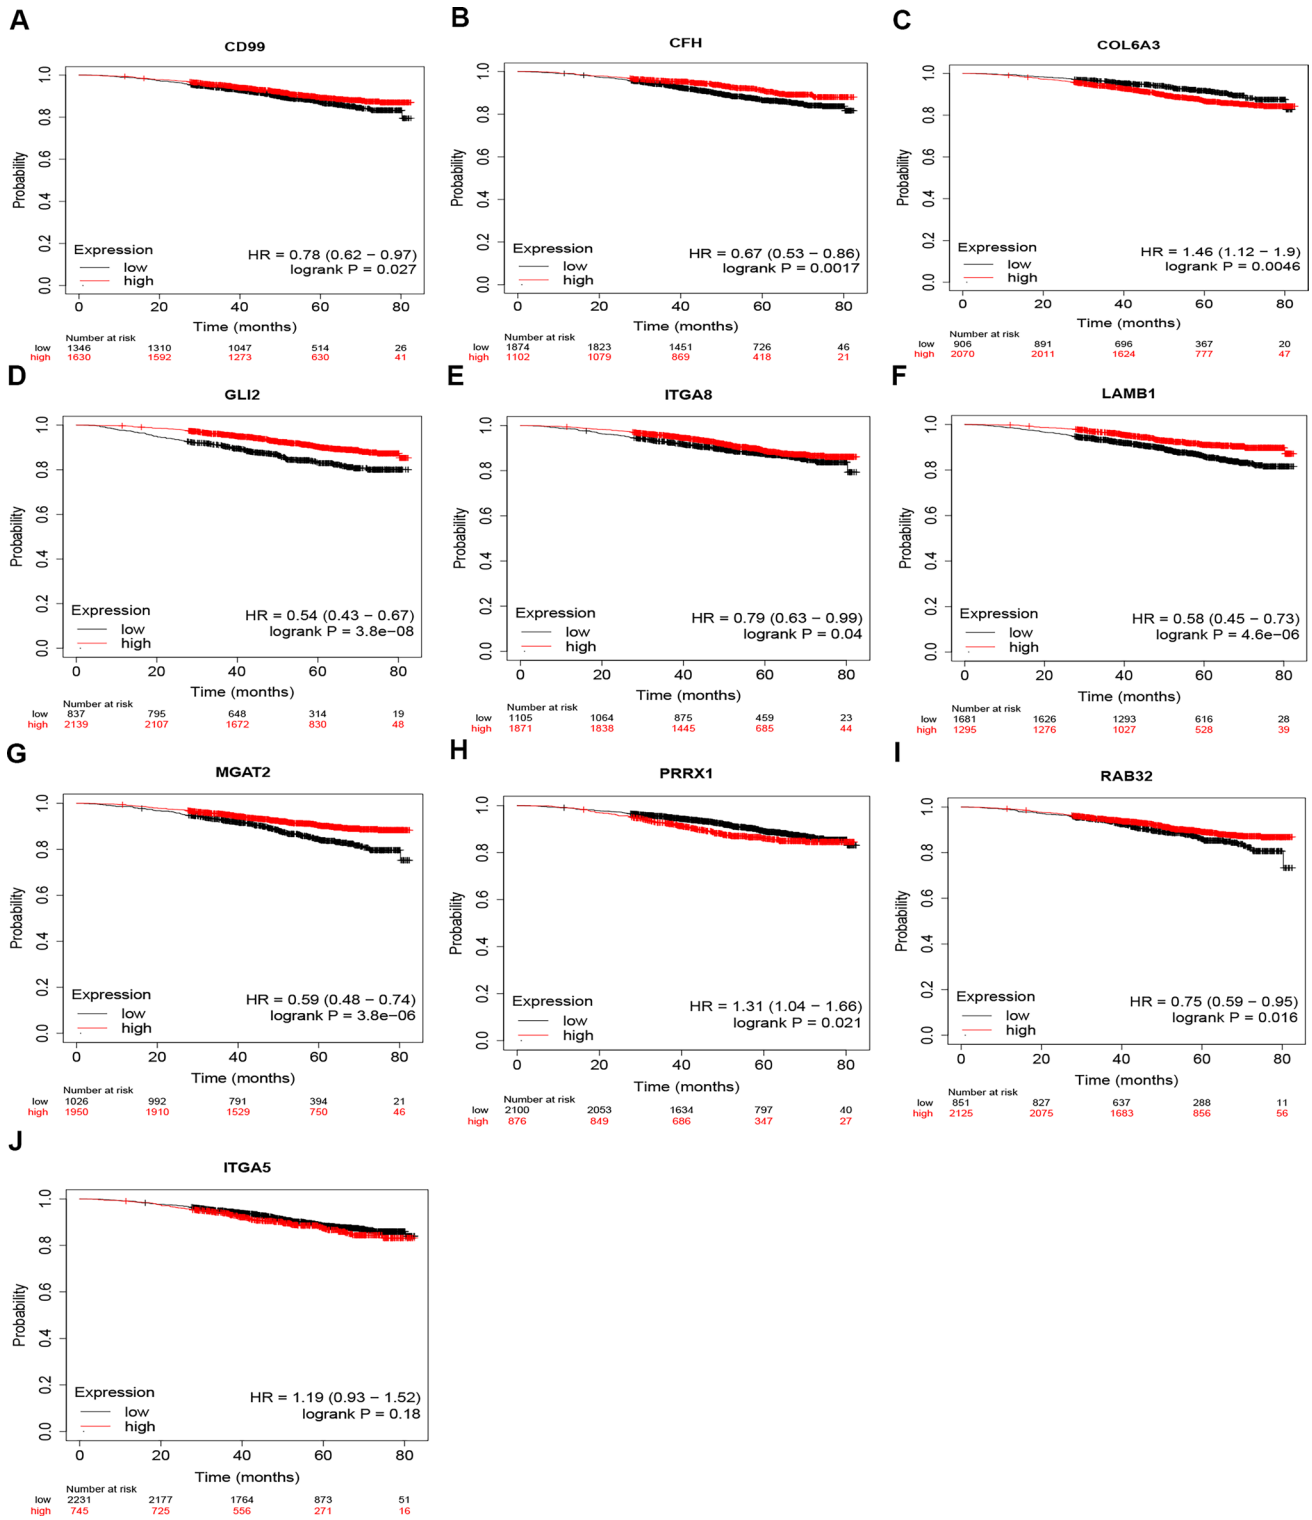 A
CD99
Probability
1.0
0.8
0.6
0.4
0.2
0.0
Expression
low
high
HR = 0.78 (0.62 − 0.97)
logrank P = 0.027
0 20 40 60 80
Time (months)
Number at risk
low 1346 1310 1047 514 26
high 1630 1592 1273 630 41
B
CFH
Probability
1.0
0.8
0.6
0.4
0.2
0.0
Expression
low
high
HR = 0.67 (0.53 − 0.86)
logrank P = 0.0017
0 20 40 60 80
Time (months)
Number at risk
low 1874 1823 1451 726 46
high 1102 1079 869 418 21
C
COL6A3
Probability
1.0
0.8
0.6
0.4
0.2
0.0
Expression
low
high
HR = 1.46 (1.12 − 1.9)
logrank P = 0.0046
0 20 40 60 80
Time (months)
Number at risk
low 906 891 696 367 20
high 2070 2011 1624 777 47
D
GLI2
Probability
1.0
0.8
0.6
0.4
0.2
0.0
Expression
low
high
HR = 0.54 (0.43 − 0.67)
logrank P = 3.8e−08
0 20 40 60 80
Time (months)
Number at risk
low 837 795 648 314 19
high 2139 2107 1672 830 48
E
ITGA8
Probability
1.0
0.8
0.6
0.4
0.2
0.0
Expression
low
high
HR = 0.79 (0.63 − 0.99)
logrank P = 0.04
0 20 40 60 80
Time (months)
Number at risk
low 1105 1064 875 459 23
high 1871 1838 1445 685 44
F
LAMB1
Probability
1.0
0.8
0.6
0.4
0.2
0.0
Expression
low
high
HR = 0.58 (0.45 − 0.73)
logrank P = 4.6e−06
0 20 40 60 80
Time (months)
Number at risk
low 1681 1626 1293 616 28
high 1295 1276 1027 528 39
G
MGAT2
Probability
1.0
0.8
0.6
0.4
0.2
0.0
Expression
low
high
HR = 0.59 (0.48 − 0.74)
logrank P = 3.8e−06
0 20 40 60 80
Time (months)
Number at risk
low 1026 992 791 394 21
high 1950 1910 1529 750 46
H
PRRX1
Probability
1.0
0.8
0.6
0.4
0.2
0.0
Expression
low
high
HR = 1.31 (1.04 − 1.66)
logrank P = 0.021
0 20 40 60 80
Time (months)
Number at risk
low 2100 2053 1634 797 40
high 876 849 686 347 27
I
RAB32
Probability
1.0
0.8
0.6
0.4
0.2
0.0
Expression
low
high
HR = 0.75 (0.59 − 0.95)
logrank P = 0.016
0 20 40 60 80
Time (months)
Number at risk
low 851 827 637 288 11
high 2125 2075 1683 856 56
J
ITGA5
Probability
1.0
0.8
0.6
0.4
0.2
0.0
Expression
low
high
HR = 1.19 (0.93 − 1.52)
logrank P = 0.18
0 20 40 60 80
Time (months)
Number at risk
low 2231 2177 1764 873 51
high 745 725 556 271 16